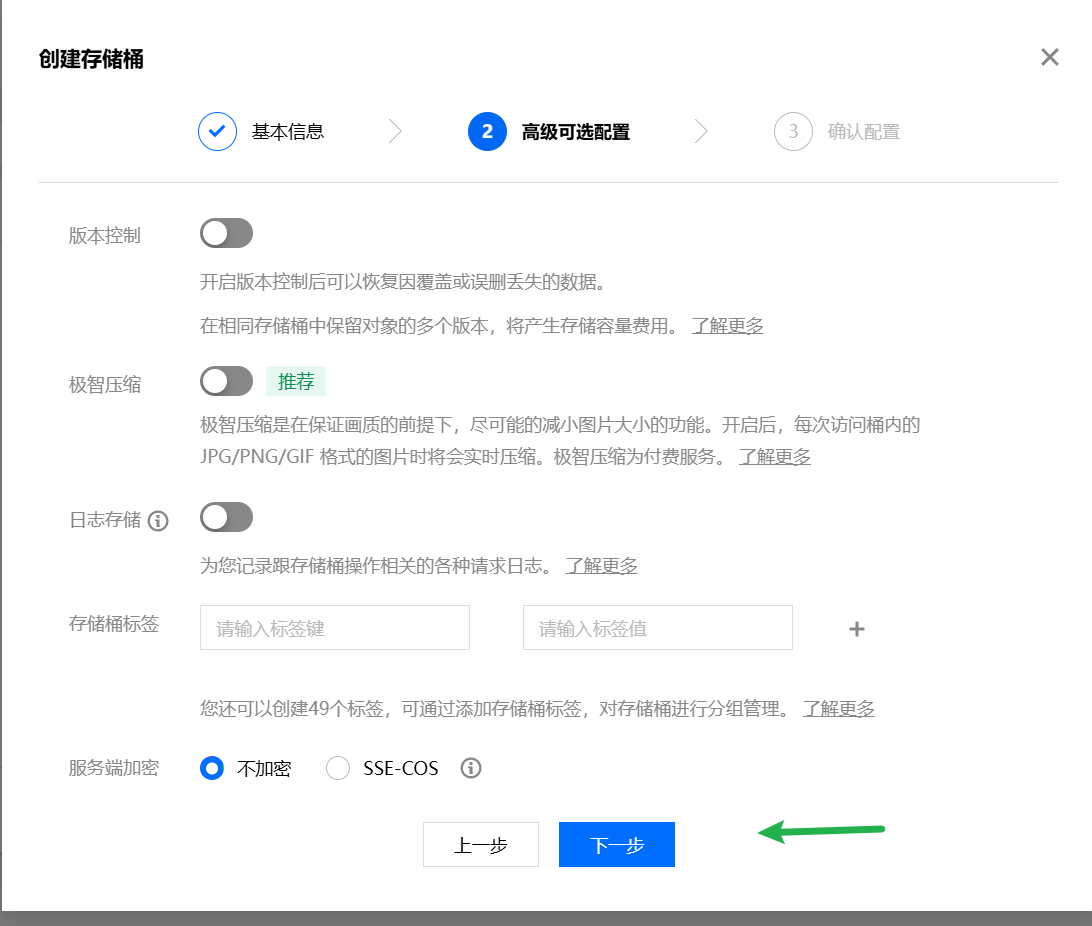 创建存储桶
基本信息
2 高级可选配置
3 确认配置
版本控制
开启版本控制后可以恢复因覆盖或误删丢失的数据。
在相同存储桶中保留对象的多个版本，将产生存储容量费用。 了解更多
极智压缩 推荐
极智压缩是在保证画质的前提下，尽可能的减小图片大小的功能。开启后，每次访问桶内的
JPG/PNG/GIF 格式的图片时将会实时压缩。极智压缩为付费服务。 了解更多
日志存储
为您记录跟存储桶操作相关的各种请求日志。 了解更多
存储桶标签 请输入标签键 请输入标签值
您还可以创建49个标签，可通过添加存储桶标签，对存储桶进行分组管理。 了解更多
服务端加密 不加密 SSE-COS
上一步 下一步